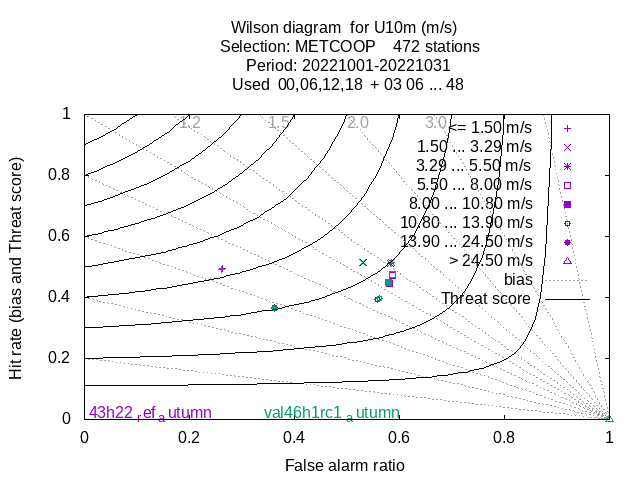 Wilson diagram  for U10m (m/s)
Selection: METCOOP    472 stations
Period: 20221001-20221031
Used  00,06,12,18  + 03 06 ... 48
Hit rate (bias and Threat score)
1
0.8
0.6
0.4
0.2
0
1.2
1.5
2.0
3.0
<= 1.50 m/s
1.50 ... 3.29 m/s
3.29 ... 5.50 m/s
5.50 ... 8.00 m/s
8.00 ... 10.80 m/s
10.80 ... 13.90 m/s
13.90 ... 24.50 m/s
> 24.50 m/s
bias
Threat score
43h22_ref_autumn
val46h1rc1_autumn
0 0.2 0.4 0.6 0.8 1
False alarm ratio